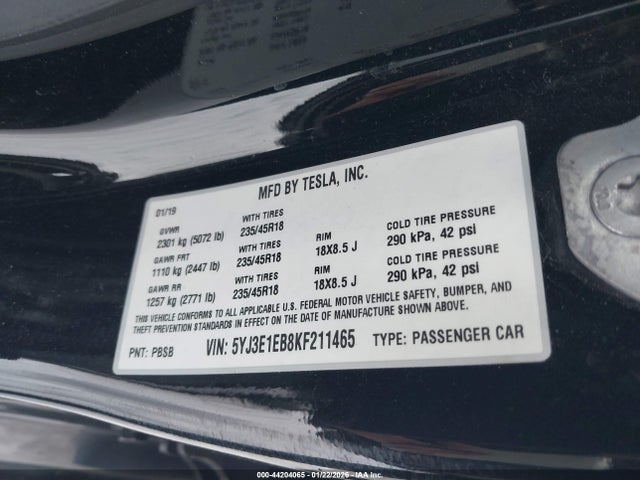 MFD BY TESLA, INC.
01/19
GVWR WITH TIRES RIM COLD TIRE PRESSURE
2301 kg (5072 lb) 235/45R18 18X8.5 J 290 kPa, 42 psi
GAWR FRT WITH TIRES RIM COLD TIRE PRESSURE
1110 kg (2447 lb) 235/45R18 18X8.5 J 290 kPa, 42 psi
GAWR RR WITH TIRES
1257 kg (2771 lb) 235/45R18
THIS VEHICLE CONFORMS TO ALL APPLICABLE U.S. FEDERAL MOTOR VEHICLE SAFETY, BUMPER, AND
THEFT PREVENTION STANDARDS IN EFFECT ON THE DATE OF MANUFACTURE SHOWN ABOVE.
PNT: PBSB VIN: 5YJ3E1EB8KF211465 TYPE: PASSENGER CAR
000-44204065 - 01/22/2026 - IAAI, Inc.